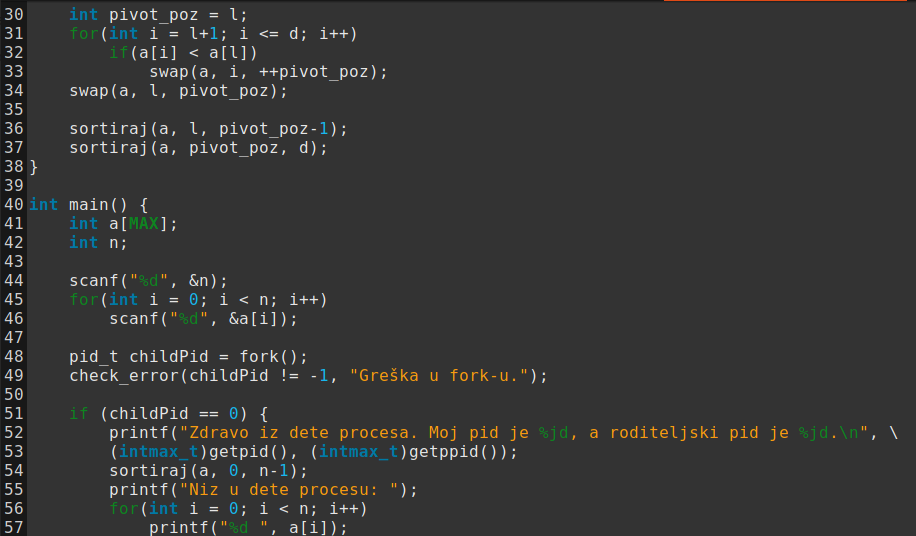 30     int pivot_poz = l;
31     for(int i = l+1; i <= d; i++)
32         if(a[i] < a[l])
33             swap(a, i, ++pivot_poz);
34     swap(a, l, pivot_poz);
35
36     sortiraj(a, l, pivot_poz-1);
37     sortiraj(a, pivot_poz, d);
38 }
39
40 int main() {
41     int a[MAX];
42     int n;
43
44     scanf("%d", &n);
45     for(int i = 0; i < n; i++)
46         scanf("%d", &a[i]);
47
48     pid_t childPid = fork();
49     check_error(childPid != -1, "Greška u fork-u.");
50
51     if (childPid == 0) {
52         printf("Zdravo iz dete procesa. Moj pid je %jd, a roditeljski pid je %jd.\n", \
53         (intmax_t)getpid(), (intmax_t)getppid());
54         sortiraj(a, 0, n-1);
55         printf("Niz u dete procesu: ");
56         for(int i = 0; i < n; i++)
57             printf("%d ", a[i]);